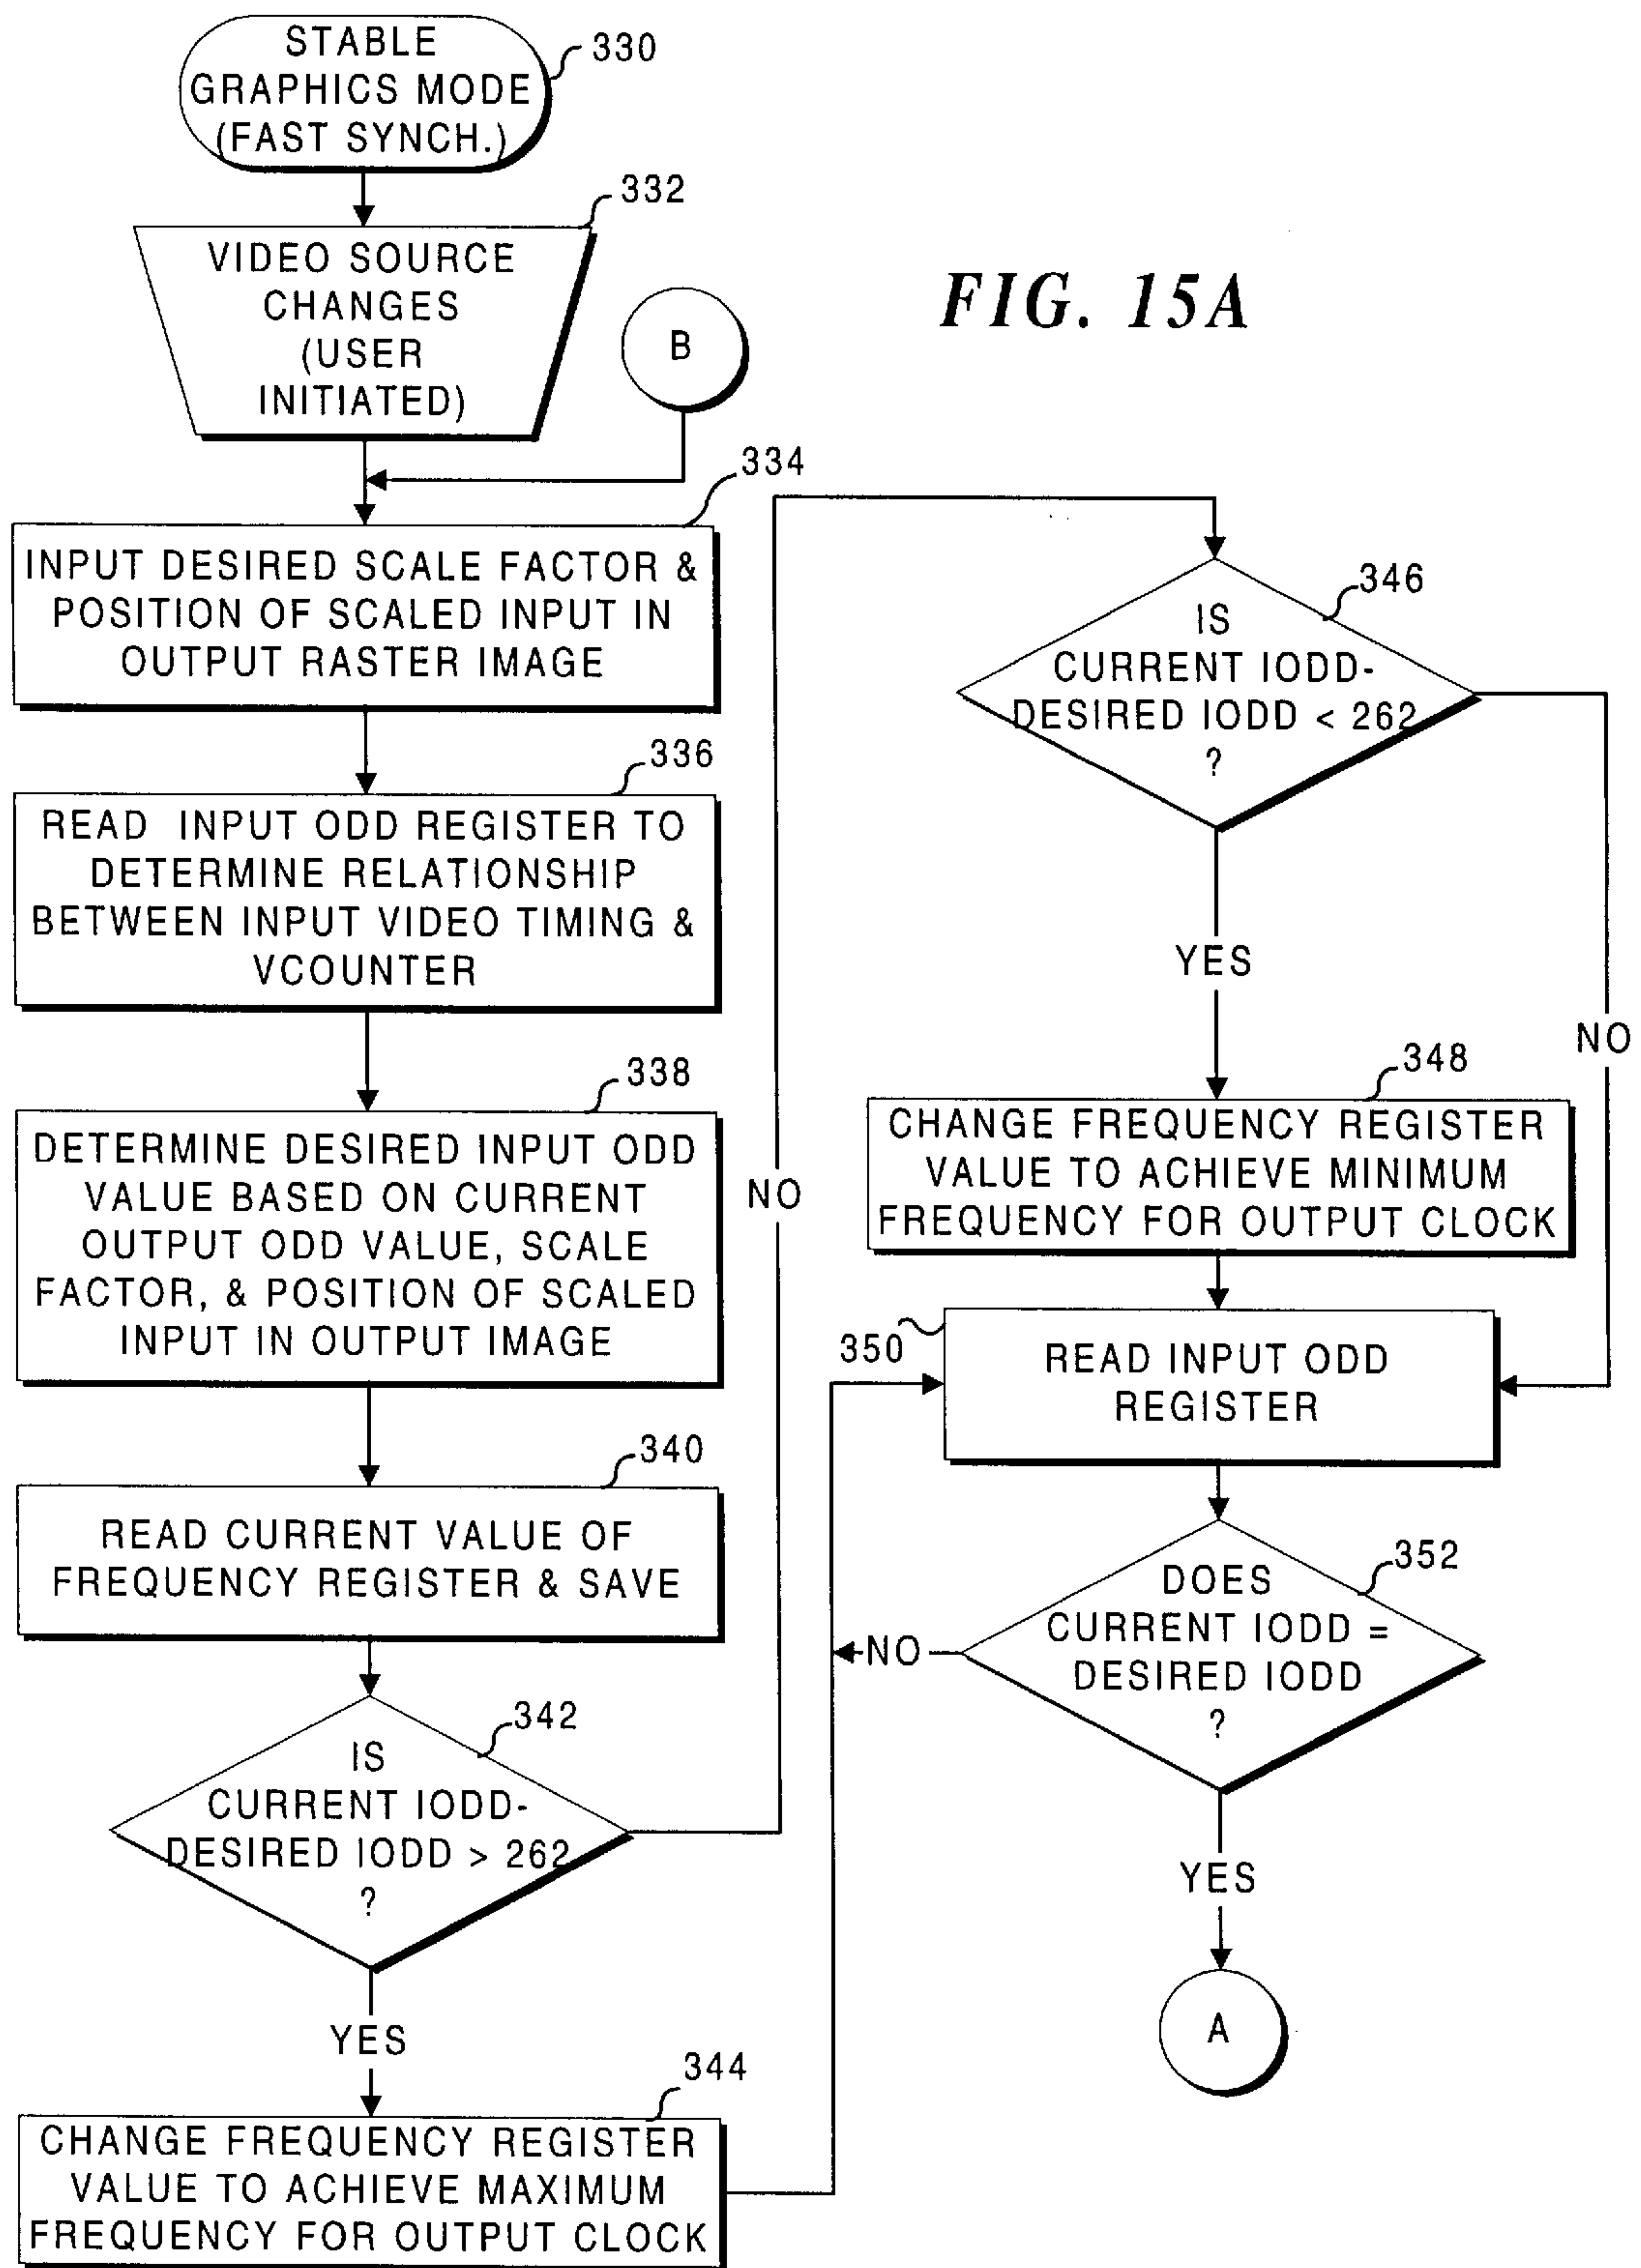 STABLE
GRAPHICS MODE
(FAST SYNCH.)
330
332
VIDEO SOURCE
CHANGES
(USER
INITIATED)
B
FIG. 15A
334
INPUT DESIRED SCALE FACTOR &
POSITION OF SCALED INPUT IN
OUTPUT RASTER IMAGE
336
READ INPUT ODD REGISTER TO
DETERMINE RELATIONSHIP
BETWEEN INPUT VIDEO TIMING &
VCOUNTER
338
DETERMINE DESIRED INPUT ODD
VALUE BASED ON CURRENT
OUTPUT ODD VALUE, SCALE
FACTOR, & POSITION OF SCALED
INPUT IN OUTPUT IMAGE
340
READ CURRENT VALUE OF
FREQUENCY REGISTER & SAVE
342
IS
CURRENT IODD-
DESIRED IODD > 262
?
NO
YES
344
CHANGE FREQUENCY REGISTER
VALUE TO ACHIEVE MAXIMUM
FREQUENCY FOR OUTPUT CLOCK
346
IS
CURRENT IODD-
DESIRED IODD < 262
?
YES
NO
348
CHANGE FREQUENCY REGISTER
VALUE TO ACHIEVE MINIMUM
FREQUENCY FOR OUTPUT CLOCK
350
READ INPUT ODD
REGISTER
352
DOES
CURRENT IODD =
DESIRED IODD
?
NO
YES
A